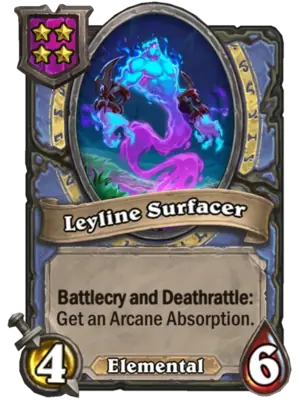 Leyline Surfacer
Battlecry and Deathrattle:
Get an Arcane Absorption.
4
Elemental
6